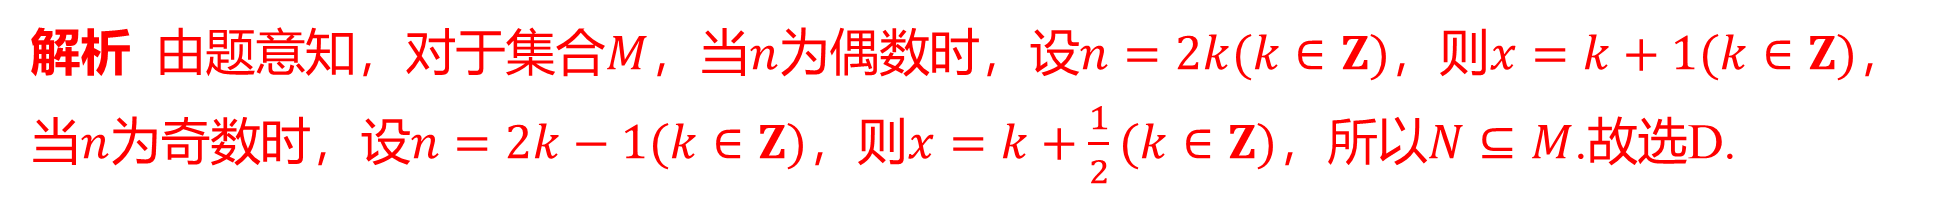 解析 由题意知，对于集合M，当n为偶数时，设n = 2k(k ∈ Z)，则x = k + 1(k ∈ Z)，
当n为奇数时，设n = 2k − 1(k ∈ Z)，则x = k + 1/2 (k ∈ Z)，所以N ⊆ M.故选D.